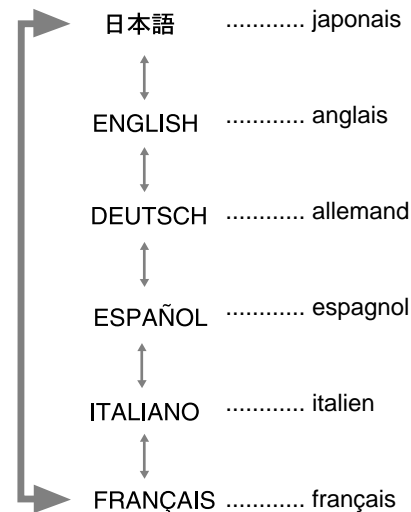 日本語 ............ japonais
ENGLISH ............ anglais
DEUTSCH ............ allemand
ESPAÑOL ............ espagnol
ITALIANO ............ italien
FRANÇAIS ............ français